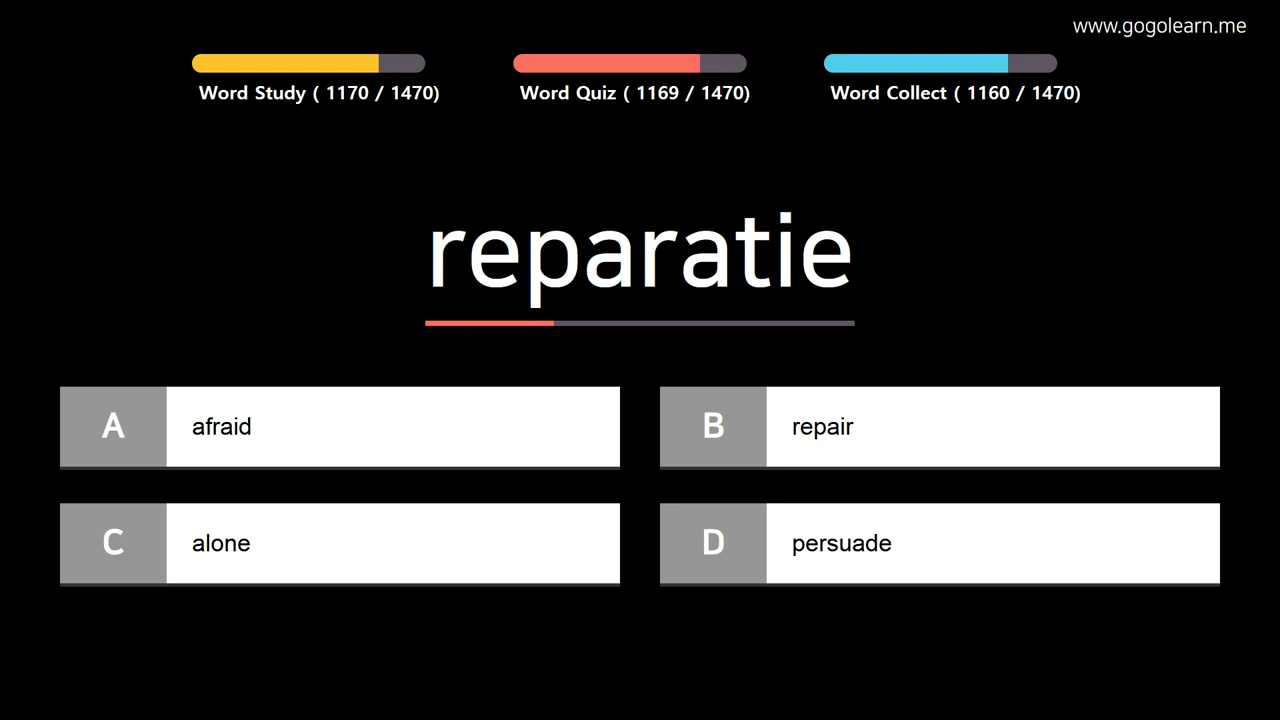 www.gogolearn.me
Word Study ( 1170 / 1470)
Word Quiz ( 1169 / 1470)
Word Collect ( 1160 / 1470)
reparatie
A afraid
B repair
C alone
D persuade